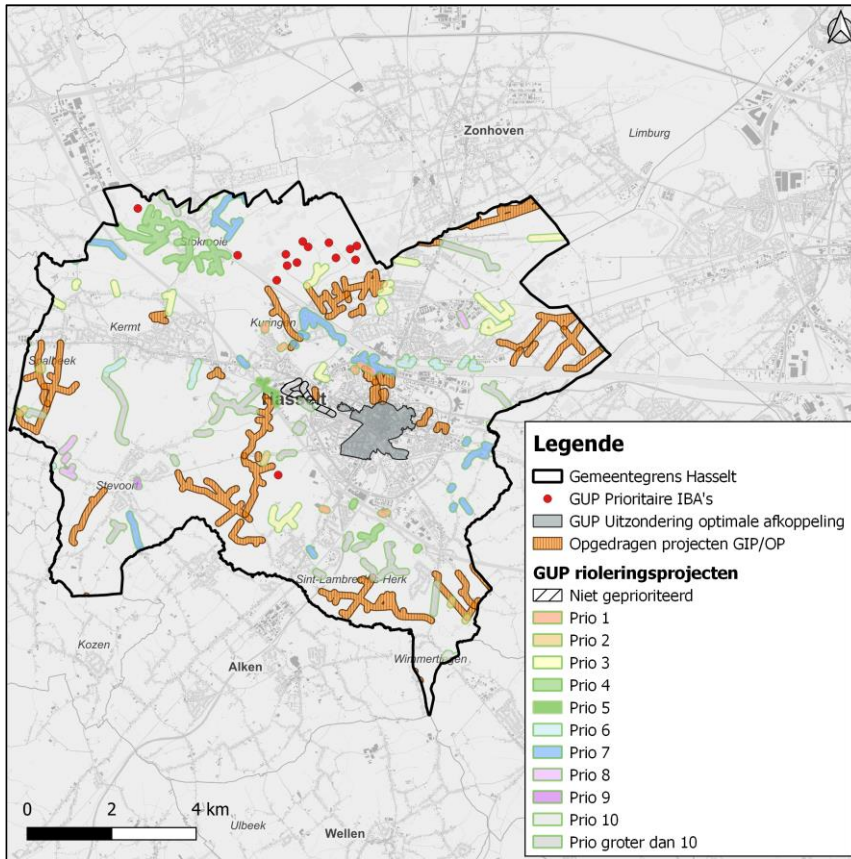 Zonhoven
Limburg
Stokrooie
Kermt
Kuringen
Spalbeek
Hasselt
Stevoort
Sint-Lambrechts-Herk
Kozen
Alken
Wimmertingen
Ulbeek
Wellen
0 2 4 km
Legende
Gemeentegrens Hasselt
GUP Prioritaire IBA's
GUP Uitzondering optimale afkoppeling
Opgedragen projecten GIP/OP
GUP rioleringsprojecten
Niet geprioriteerd
Prio 1
Prio 2
Prio 3
Prio 4
Prio 5
Prio 6
Prio 7
Prio 8
Prio 9
Prio 10
Prio groter dan 10